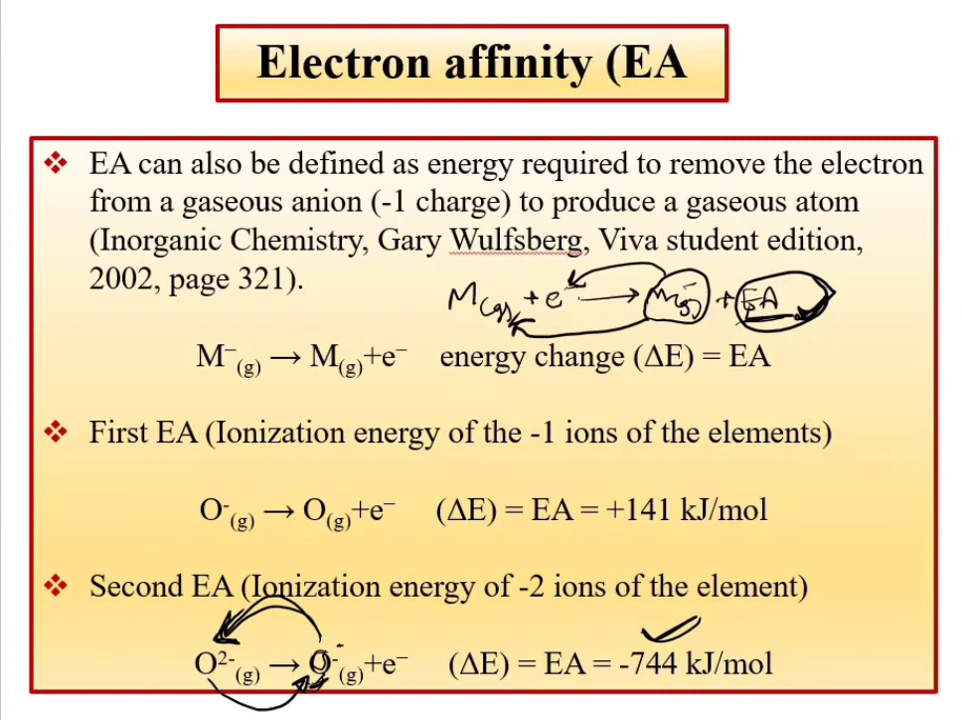 Electron affinity (EA
❖ EA can also be defined as energy required to remove the electron
from a gaseous anion (-1 charge) to produce a gaseous atom
(Inorganic Chemistry, Gary Wulfsberg, Viva student edition,
2002, page 321).
M(g) + e⁻ → M⁻(g) + EA
M⁻(g) → M(g)+e⁻ energy change (ΔE) = EA
❖ First EA (Ionization energy of the -1 ions of the elements)
O⁻(g) → O(g)+e⁻ (ΔE) = EA = +141 kJ/mol
❖ Second EA (Ionization energy of -2 ions of the element)
O²⁻(g) → O⁻(g)+e⁻ (ΔE) = EA = -744 kJ/mol